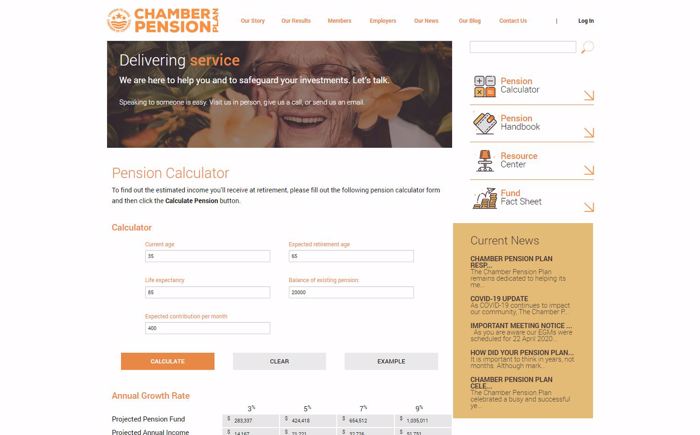 CHAMBER
PENSION PLAN
Our Story Our Results Members Employers Our News Our Blog Contact Us | Log In
Delivering service
We are here to help you and to safeguard your investments. Let's talk.
Speaking to someone is easy. Visit us in person, give us a call, or send us an email.
Pension
Calculator
Pension
Handbook
Resource
Center
Fund
Fact Sheet
Pension Calculator
To find out the estimated income you'll receive at retirement, please fill out the following pension calculator form
and then click the Calculate Pension button.
Calculator
Current age Expected retirement age
35 65
Life expectancy Balance of existing pension:
85 20000
Expected contribution per month
400
CALCULATE CLEAR EXAMPLE
Annual Growth Rate
3% 5% 7% 9%
Projected Pension Fund $ 283,337 $ 424,418 $ 654,512 $ 1,035,011
Projected Annual Income $ 14,167 $ 21,221 $ 32,726 $ 51,751
Current News
CHAMBER PENSION PLAN
RESP...
The Chamber Pension Plan
remains dedicated to helping its
me...
COVID-19 UPDATE
As COVID-19 continues to impact
our community, The Chamber P...
IMPORTANT MEETING NOTICE ...
As you are aware our EGMs were
scheduled for 22 April 2020...
HOW DID YOUR PENSION PLAN...
It is important to think in years, not
months. Although mark...
CHAMBER PENSION PLAN
CELE...
The Chamber Pension Plan
celebrated a busy and successful
ye...